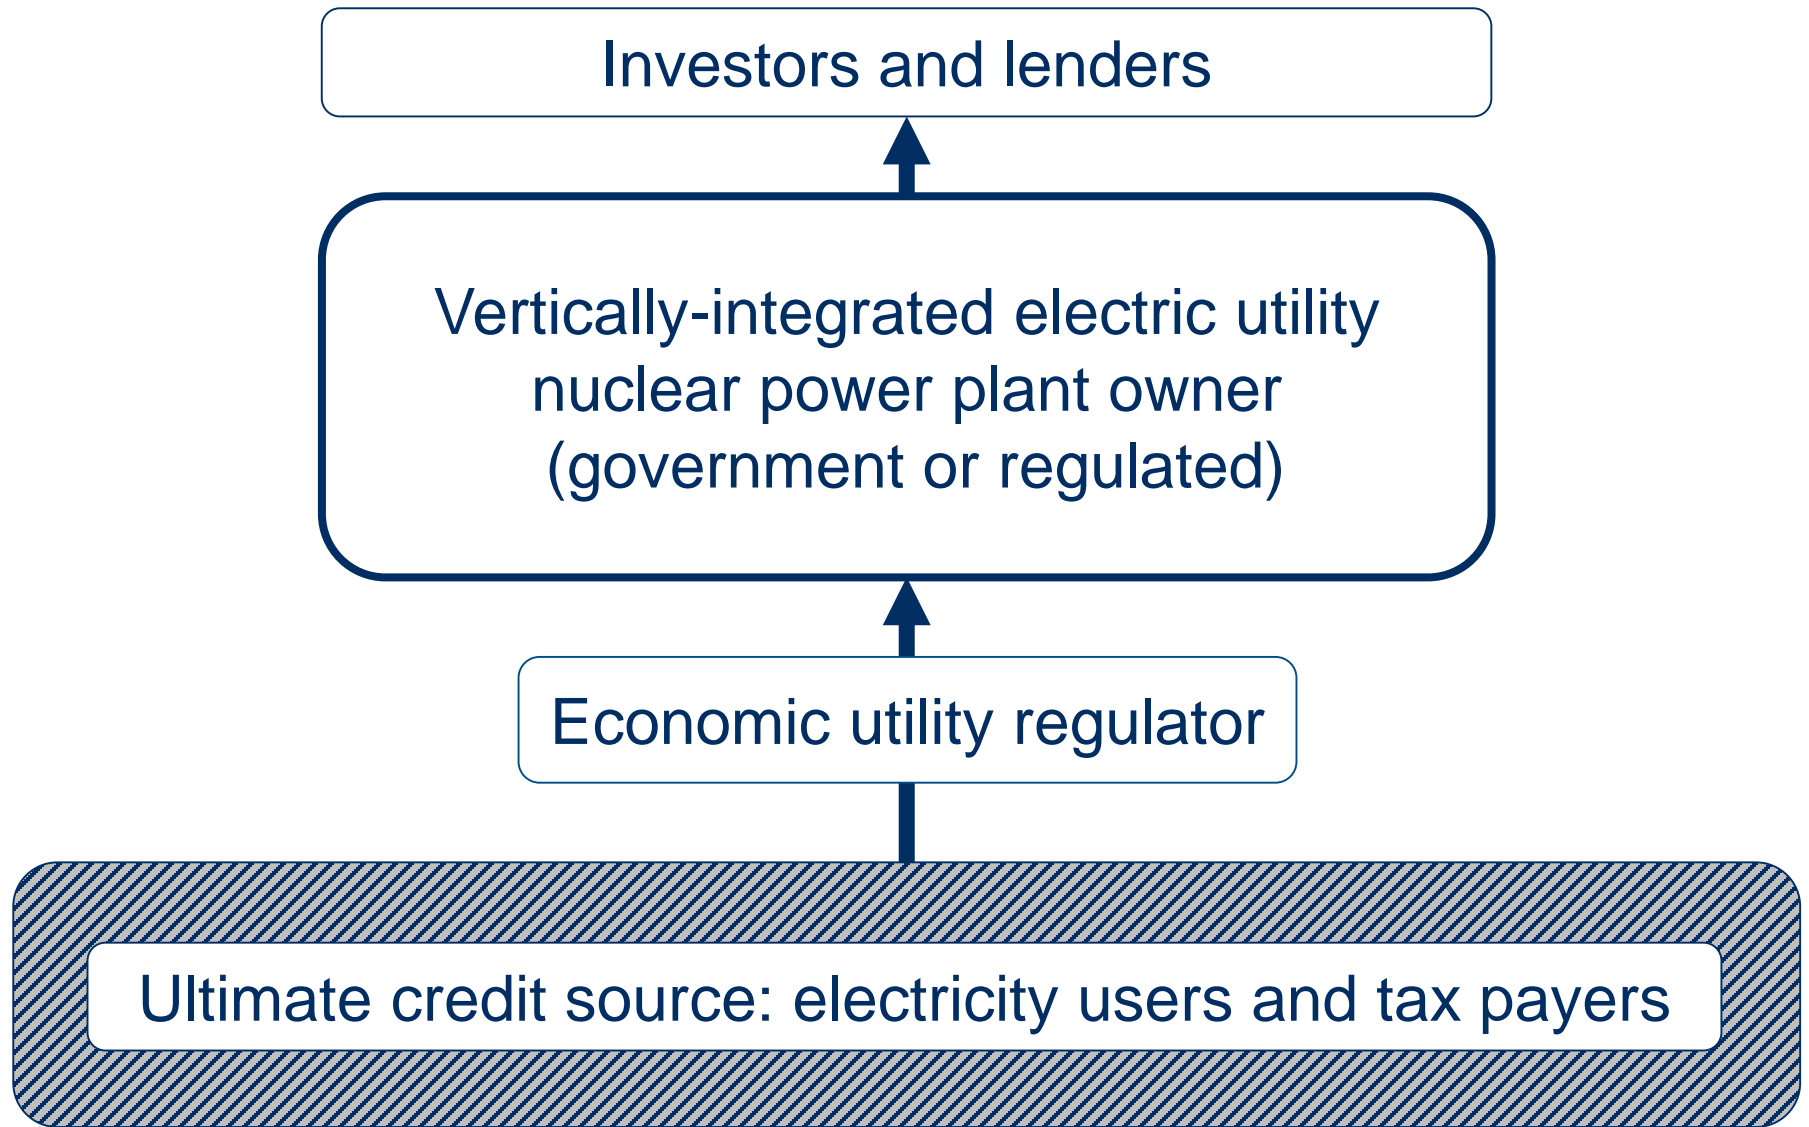 Investors and lenders
Vertically-integrated electric utility
nuclear power plant owner
(government or regulated)
Economic utility regulator
Ultimate credit source: electricity users and tax payers